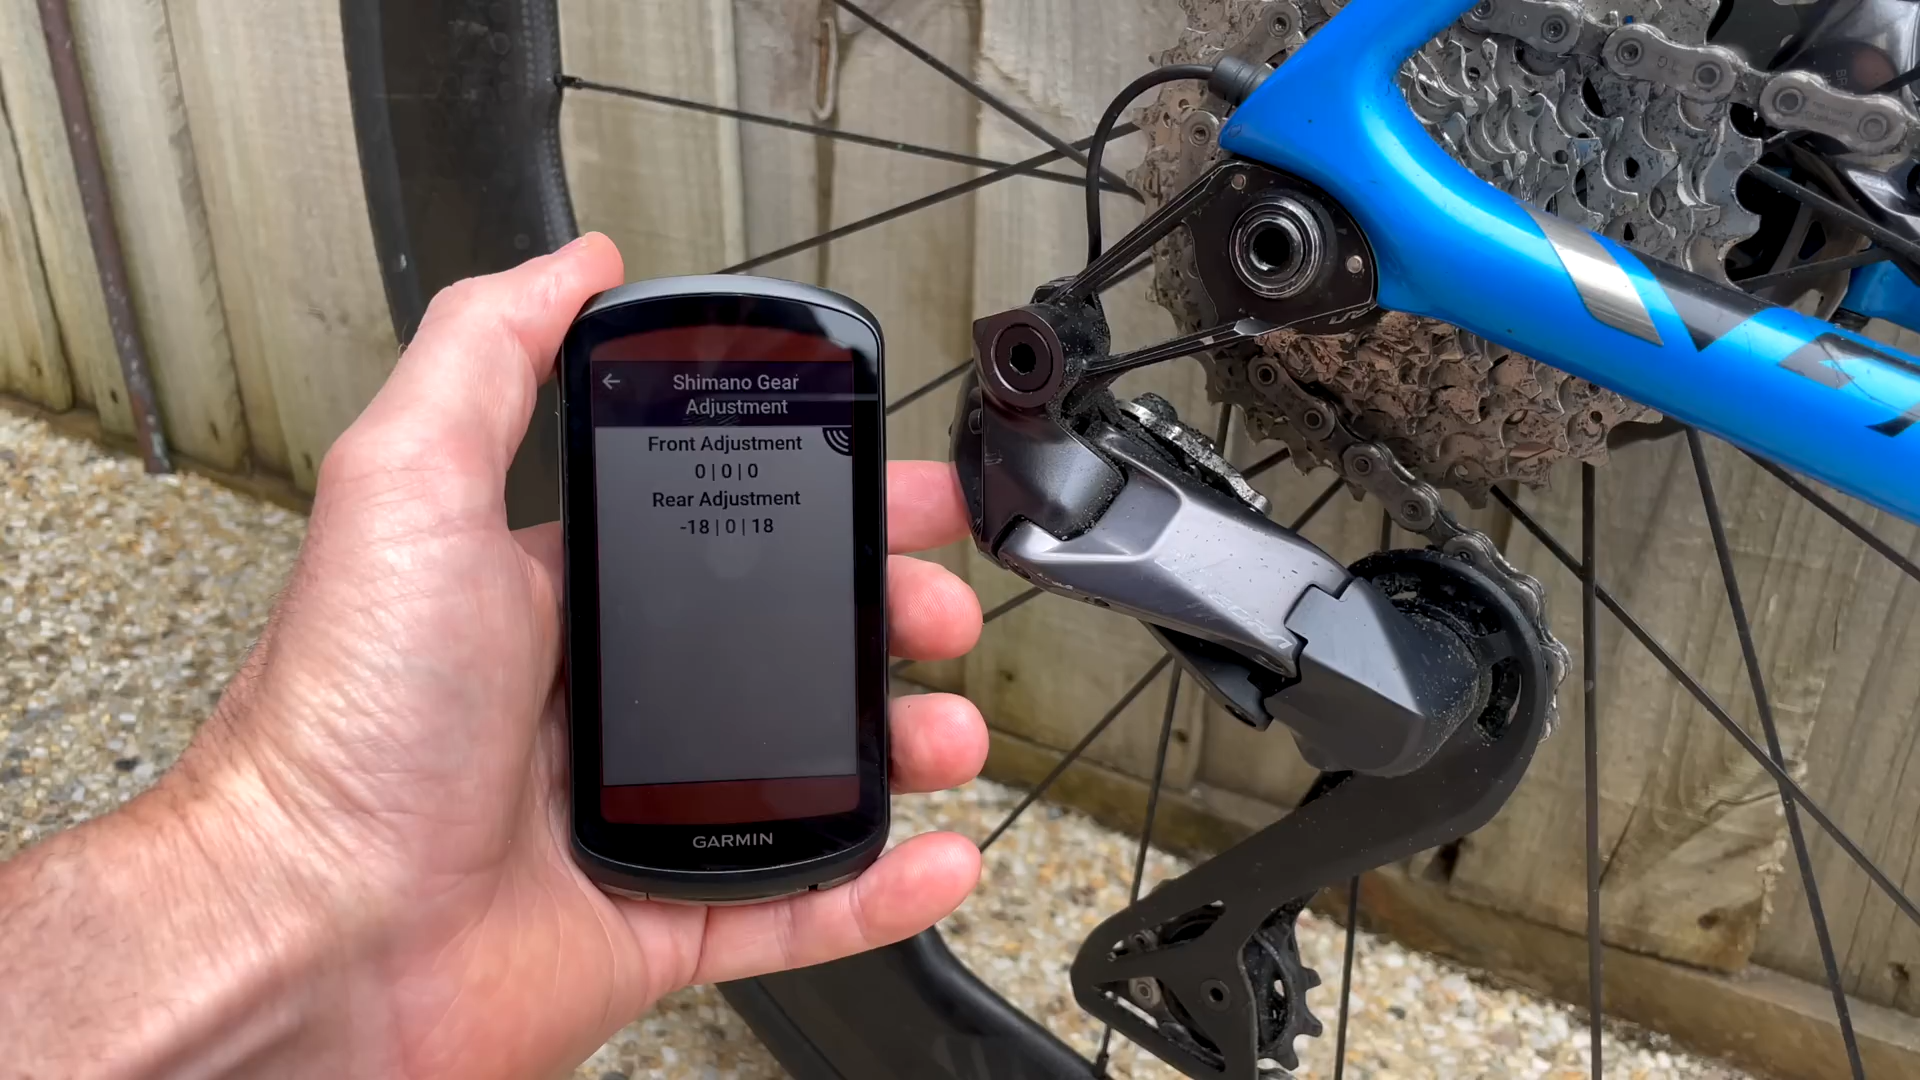 Shimano Gear
Adjustment
Front Adjustment
0 | 0 | 0
Rear Adjustment
-18 | 0 | 18
GARMIN